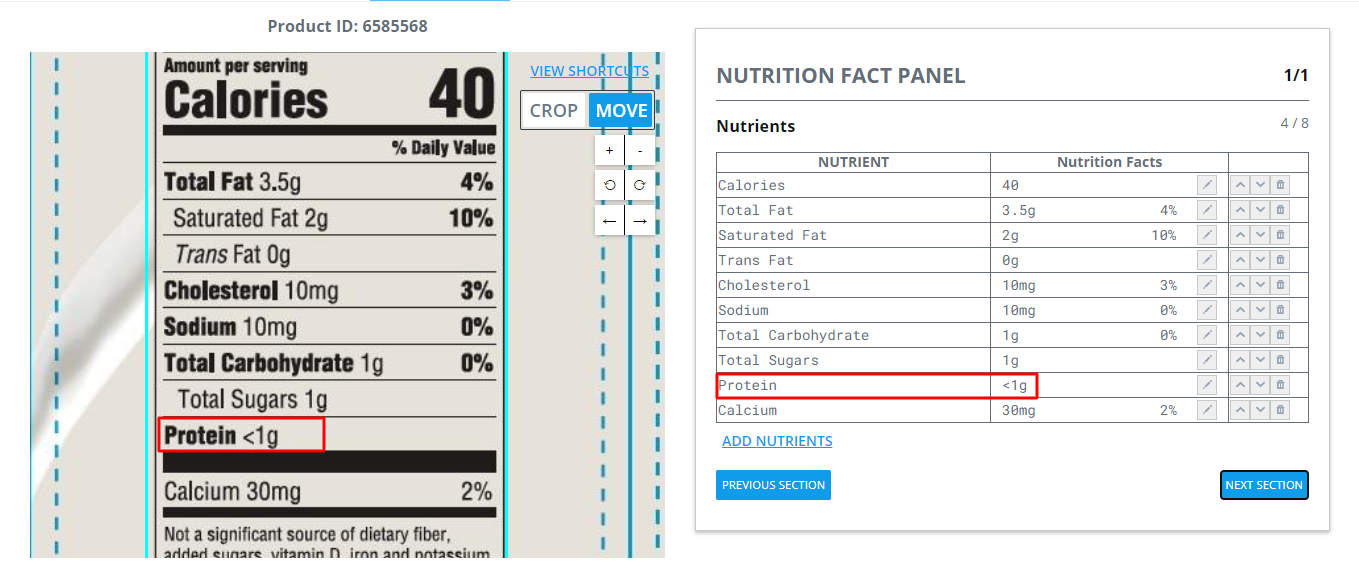 Product ID: 6585568
Amount per serving
Calories 40
% Daily Value
Total Fat 3.5g 4%
Saturated Fat 2g 10%
Trans Fat 0g
Cholesterol 10mg 3%
Sodium 10mg 0%
Total Carbohydrate 1g 0%
Total Sugars 1g
Protein <1g
Calcium 30mg 2%
Not a significant source of dietary fiber,
added sugars, vitamin D, iron and potassium
VIEW SHORTCUTS
CROP MOVE
+ -
← →
NUTRITION FACT PANEL 1/1
Nutrients 4 / 8
NUTRIENT Nutrition Facts
Calories 40
Total Fat 3.5g 4%
Saturated Fat 2g 10%
Trans Fat 0g
Cholesterol 10mg 3%
Sodium 10mg 0%
Total Carbohydrate 1g 0%
Total Sugars 1g
Protein <1g
Calcium 30mg 2%
ADD NUTRIENTS
PREVIOUS SECTION NEXT SECTION